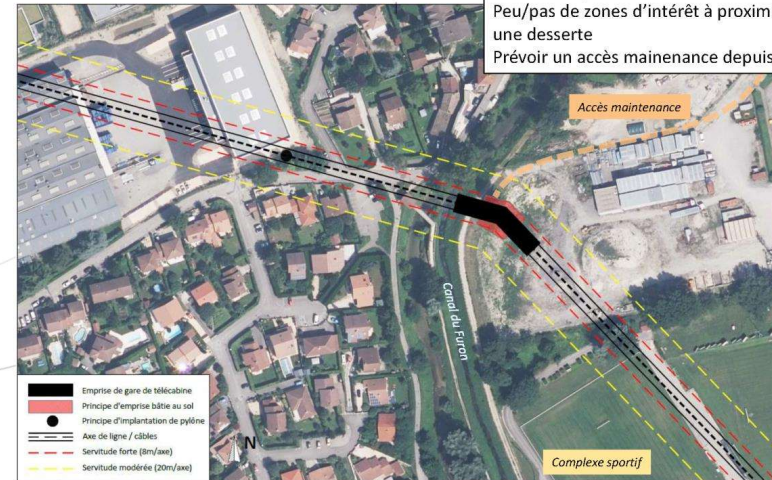 Peu/pas de zones d’intérêt à proxim
une desserte
Prévoir un accès mainenance depuis
Accès maintenance
Canal du Furon
Emprise de gare de télécabine
Principe d'emprise bâtie au sol
Principe d'implantation de pylône
Axe de ligne / câbles
Servitude forte (8m/axe)
Servitude modérée (20m/axe)
N
Complexe sportif